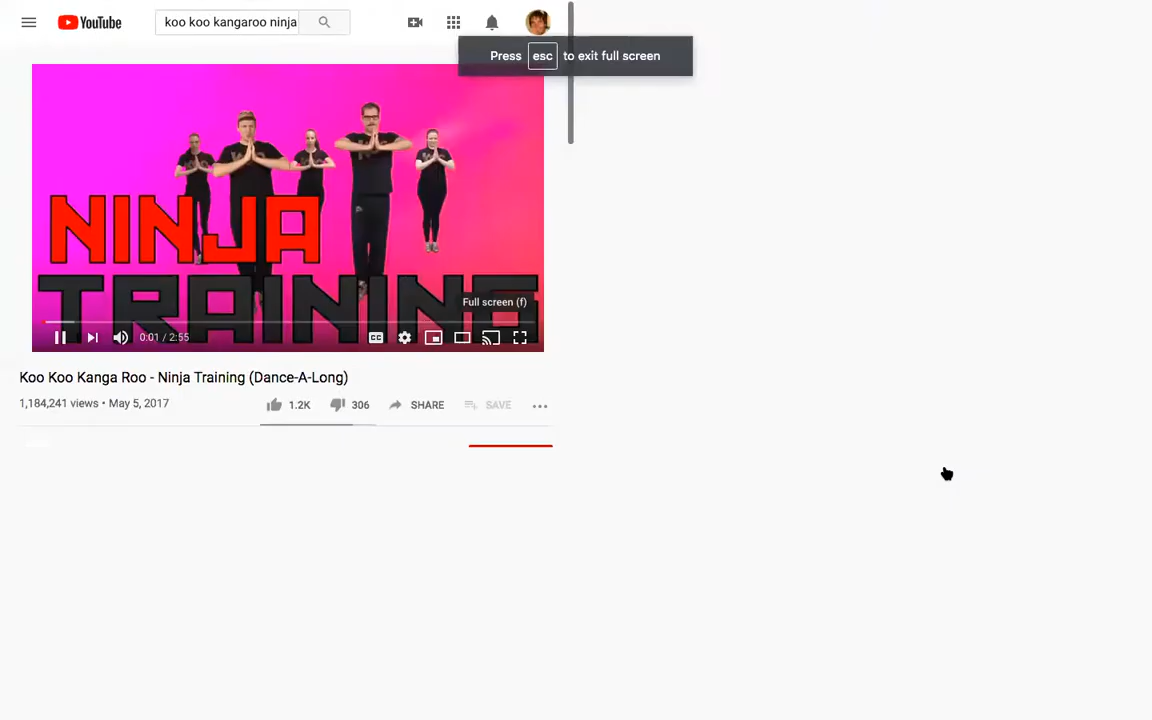 YouTube
koo koo kangaroo ninja
Press esc to exit full screen
NINJA
TRAINING
Full screen (f)
0:01 / 2:55
CC
Koo Koo Kanga Roo - Ninja Training (Dance-A-Long)
1,184,241 views • May 5, 2017
1.2K
306
SHARE
SAVE